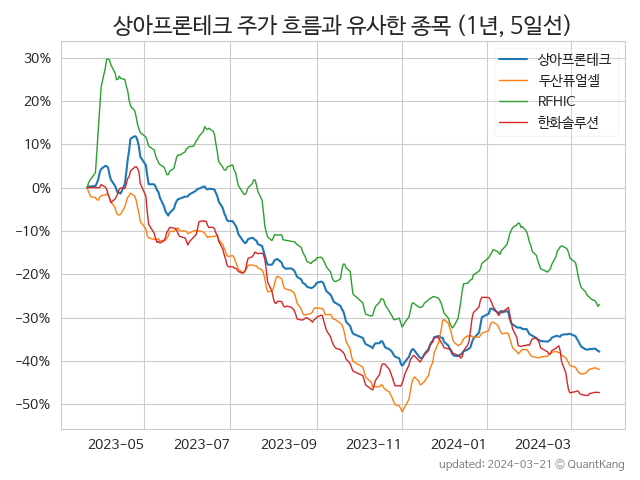 상아프론테크 주가 흐름과 유사한 종목 (1년, 5일선)
상아프론테크
두산퓨얼셀
RFHIC
한화솔루션
30%
20%
10%
0%
−10%
−20%
−30%
−40%
−50%
2023-05
2023-07
2023-09
2023-11
2024-01
2024-03
updated: 2024-03-21 © QuantKang